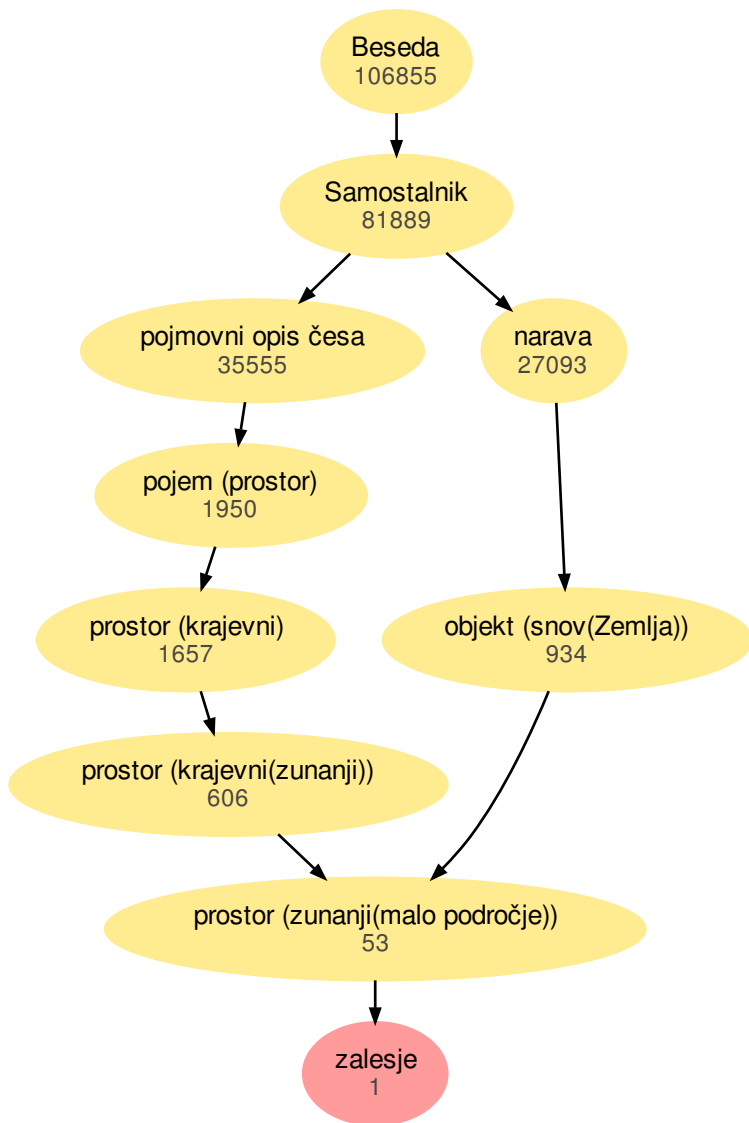 Beseda
106855
Samostalnik
81889
pojmovni opis česa
35555
narava
27093
pojem (prostor)
1950
prostor (krajevni)
1657
objekt (snov(Zemlja))
934
prostor (krajevni(zunanji))
606
prostor (zunanji(malo področje))
53
zalesje
1